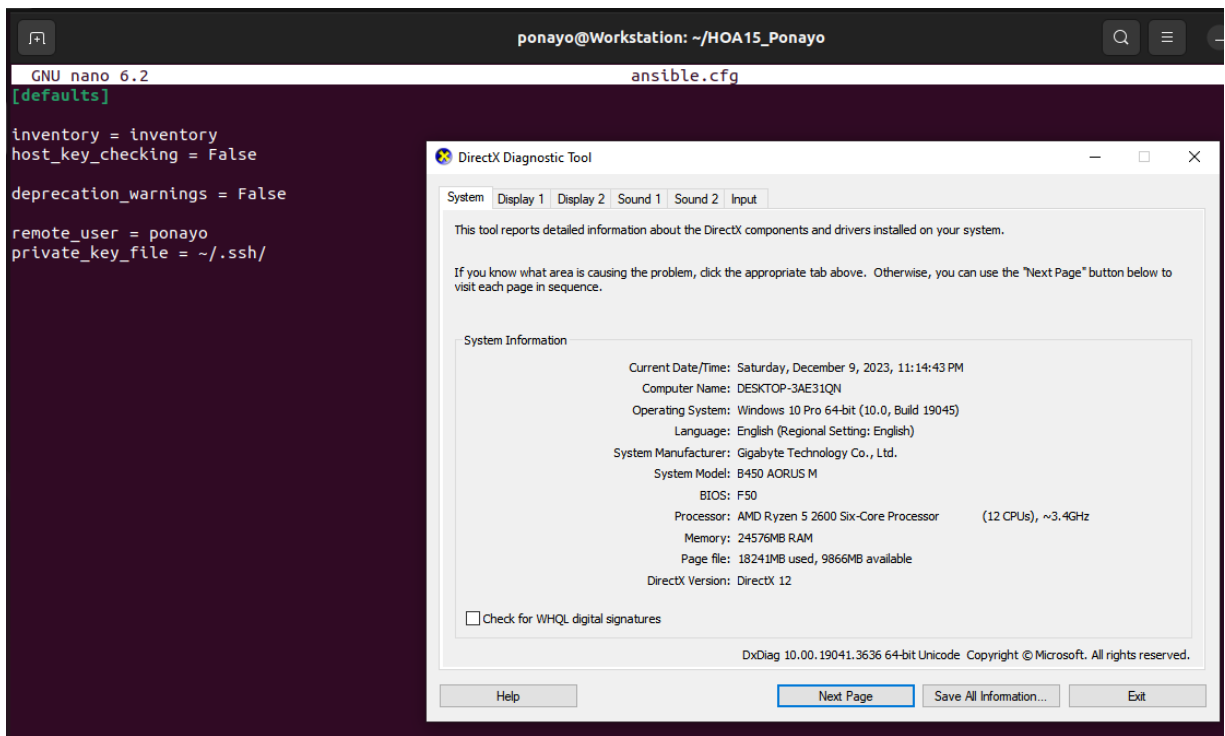 ponayo@Workstation: ~/HOA15_Ponayo
GNU nano 6.2 ansible.cfg
[defaults]
inventory = inventory
host_key_checking = False
deprecation_warnings = False
remote_user = ponayo
private_key_file = ~/.ssh/
DirectX Diagnostic Tool
System Display 1 Display 2 Sound 1 Sound 2 Input
This tool reports detailed information about the DirectX components and drivers installed on your system.
If you know what area is causing the problem, click the appropriate tab above. Otherwise, you can use the "Next Page" button below to
visit each page in sequence.
System Information
Current Date/Time: Saturday, December 9, 2023, 11:14:43 PM
Computer Name: DESKTOP-3AE31QN
Operating System: Windows 10 Pro 64-bit (10.0, Build 19045)
Language: English (Regional Setting: English)
System Manufacturer: Gigabyte Technology Co., Ltd.
System Model: B450 AORUS M
BIOS: F50
Processor: AMD Ryzen 5 2600 Six-Core Processor (12 CPUs), ~3.4GHz
Memory: 24576MB RAM
Page file: 18241MB used, 9866MB available
DirectX Version: DirectX 12
Check for WHQL digital signatures
DxDiag 10.00.19041.3636 64-bit Unicode Copyright © Microsoft. All rights reserved.
Help Next Page Save All Information... Exit